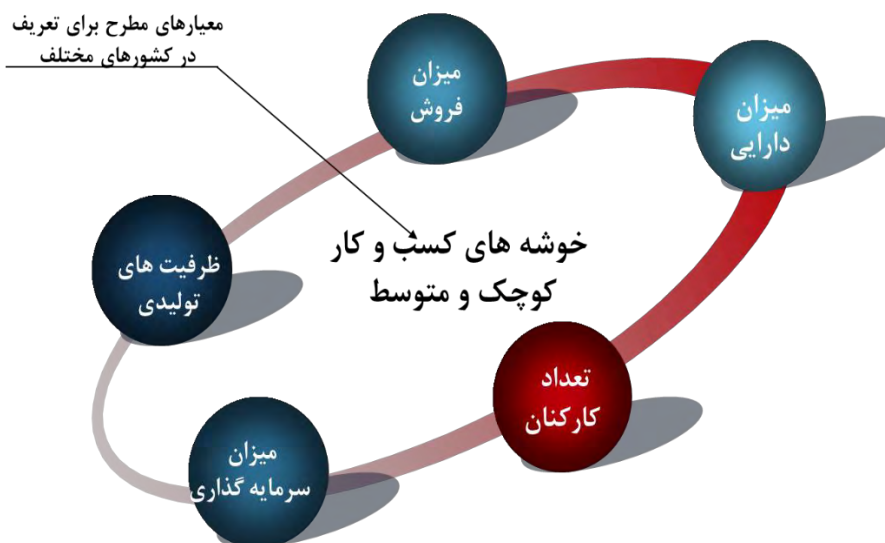 معیارهای مطرح برای تعریف
در کشورهای مختلف
میزان
فروش
میزان
دارایی
خوشه های کسب و کار
کوچک و متوسط
ظرفیت های
تولیدی
تعداد
کارکنان
میزان
سرمایه گذاری